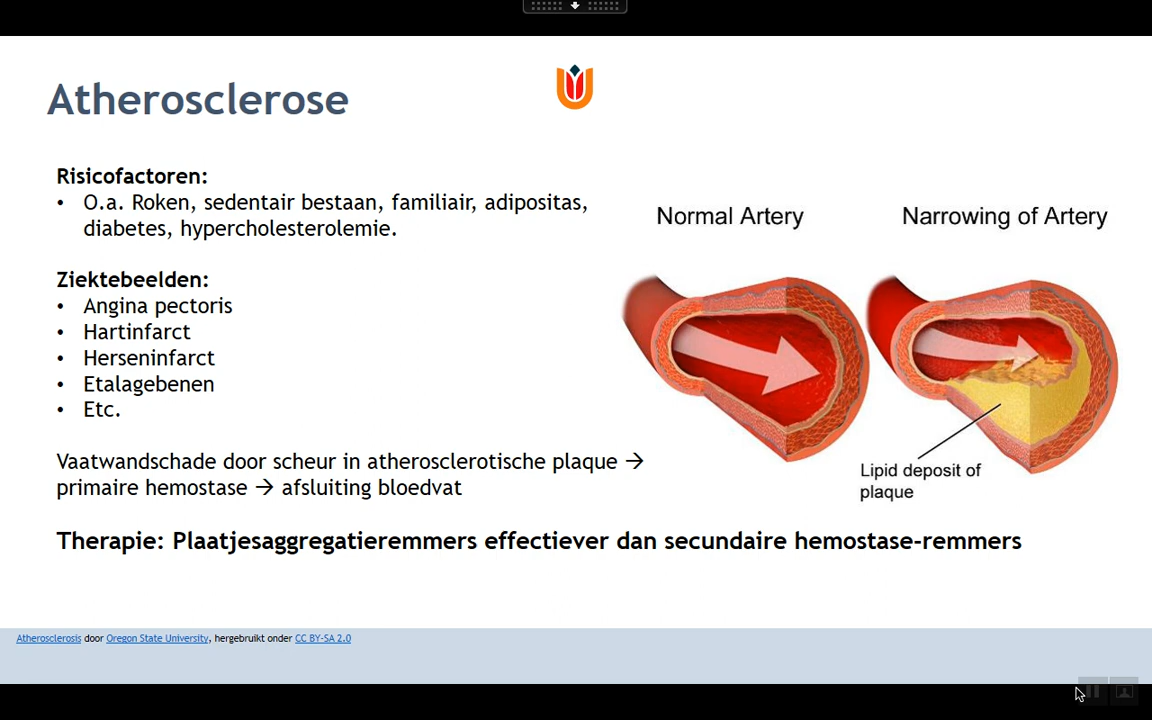 Atherosclerose
Risicofactoren:
• O.a. Roken, sedentair bestaan, familiair, adipositas,
diabetes, hypercholesterolemie.
Ziektebeelden:
• Angina pectoris
• Hartinfarct
• Herseninfarct
• Etalagebenen
• Etc.
Vaatwandschade door scheur in atherosclerotische plaque →
primaire hemostase → afsluiting bloedvat
Therapie: Plaatjesaggregatieremmers effectiever dan secundaire hemostase-remmers
Normal Artery
Narrowing of Artery
Lipid deposit of
plaque
Atherosclerosis door Oregon State University, hergebruikt onder CC BY-SA 2.0